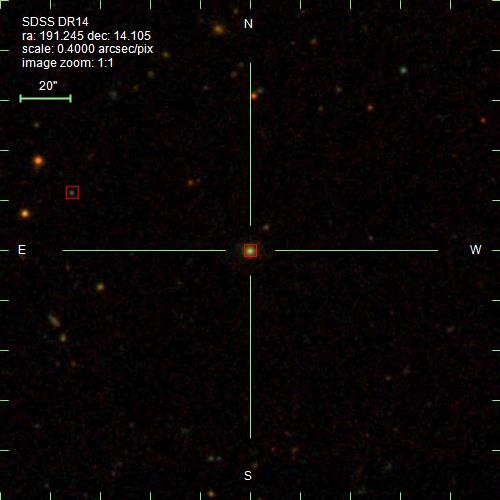 SDSS DR14
ra: 191.245 dec: 14.105
scale: 0.4000 arcsec/pix
image zoom: 1:1
20"
N
E
W
S